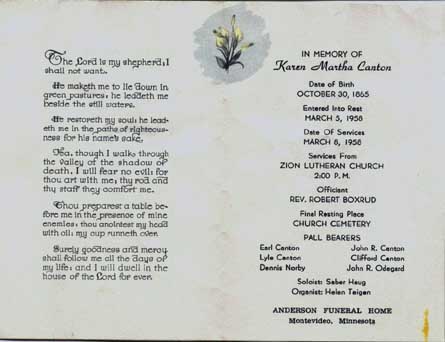 The Lord is my shepherd; I
shall not want.
He maketh me to lie down in
green pastures: he leadeth me
beside the still waters.
He restoreth my soul: he lead-
eth me in the paths of righteous-
ness for his name's sake.
Yea, though I walk through
the valley of the shadow of
death, I will fear no evil: for
thou art with me; thy rod and
thy staff they comfort me.
Thou preparest a table be-
fore me in the presence of mine
enemies: thou anointest my head
with oil; my cup runneth over.
Surely goodness and mercy
shall follow me all the days of
my life: and I will dwell in the
house of the Lord for ever.
IN MEMORY OF
Karen Martha Canton
Date of Birth
OCTOBER 30, 1865
Entered Into Rest
MARCH 5, 1958
Date Of Services
MARCH 8, 1958
Services From
ZION LUTHERAN CHURCH
2:00 P. M.
Officiant
REV. ROBERT BOXRUD
Final Resting Place
CHURCH CEMETERY
PALL BEARERS
Earl Canton John R. Canton
Lyle Canton Clifford Canton
Dennis Norby John R. Odegard
Soloist: Saber Haug
Organist: Helen Teigen
ANDERSON FUNERAL HOME
Montevideo, Minnesota